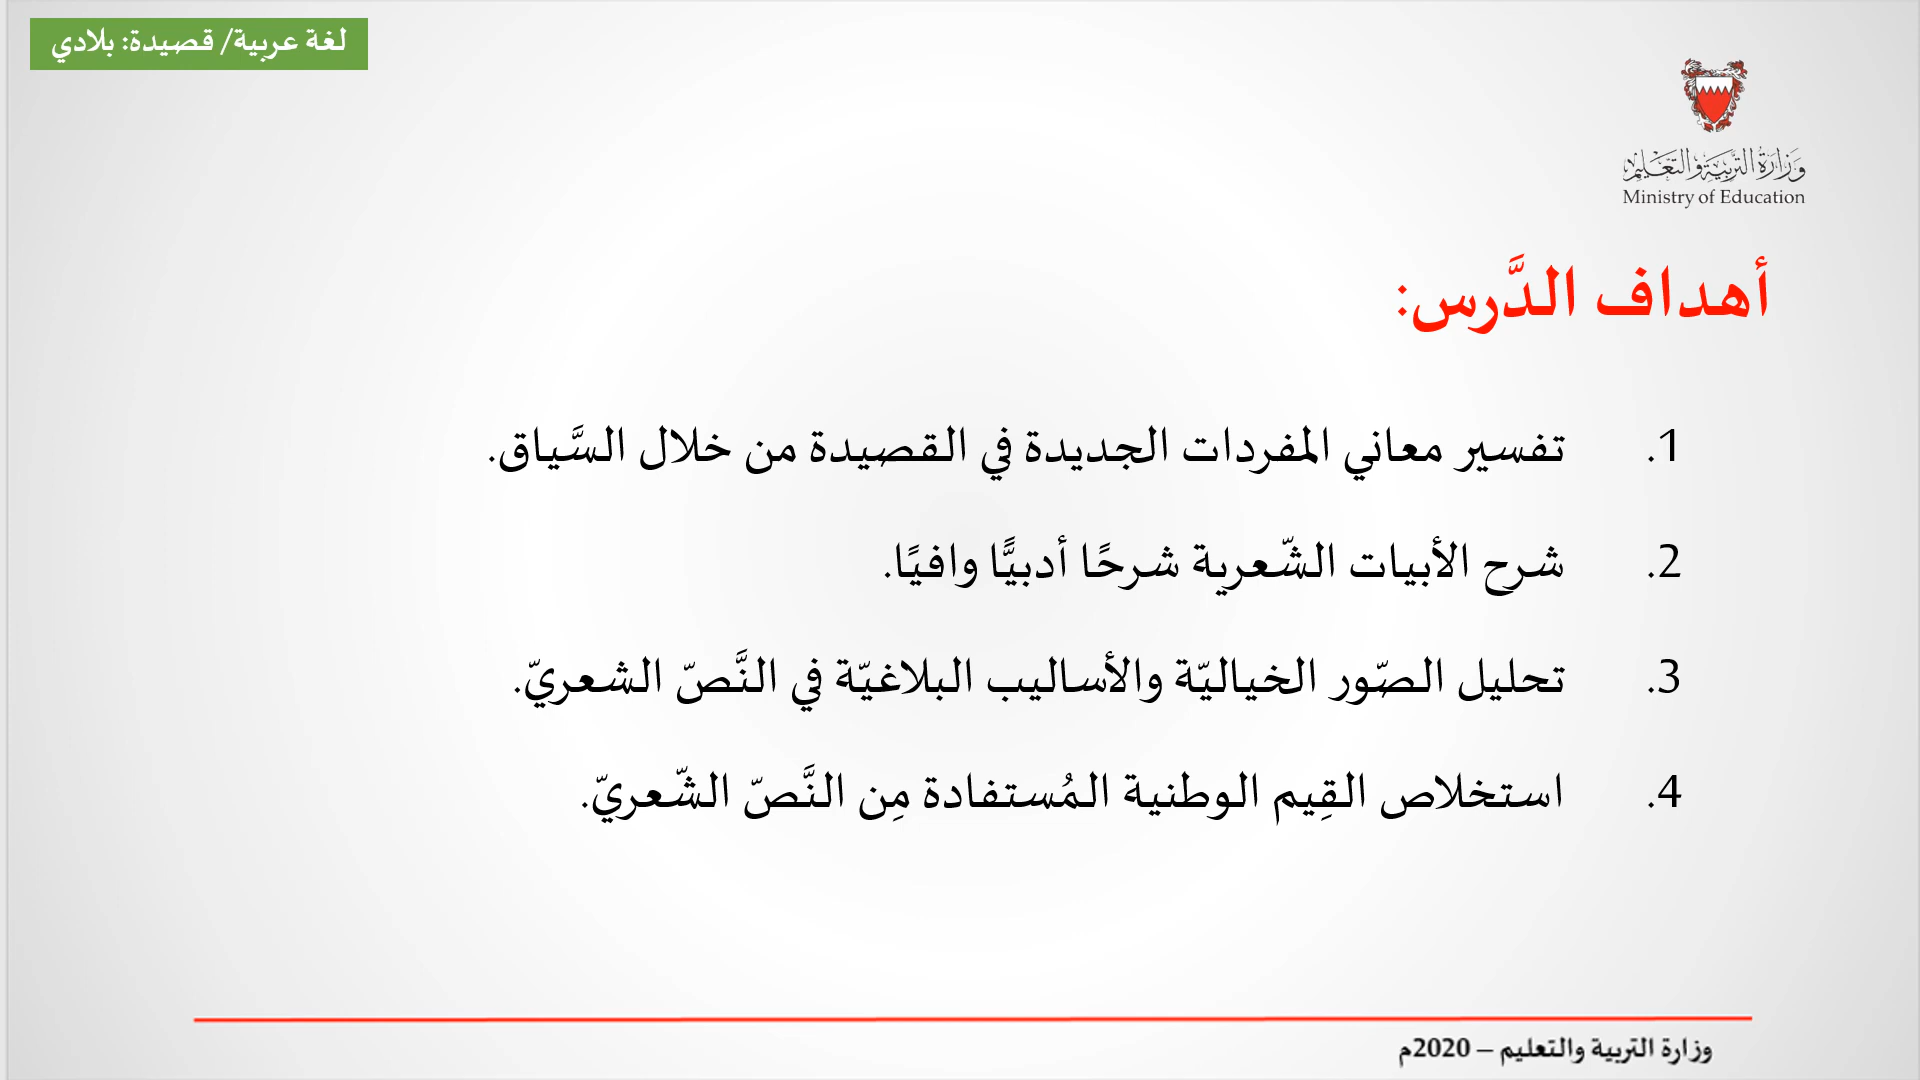 لغة عربية/ قصيدة: بلادي
وزارة التربية والتعليم
Ministry of Education
أهداف الدَّرس:
1. تفسير معاني المفردات الجديدة في القصيدة من خلال السَّياق.
2. شرح الأبيات الشّعرية شرحًا أدبيًّا وافيًا.
3. تحليل الصّور الخياليّة والأساليب البلاغيّة في النَّصّ الشعريّ.
4. استخلاص القِيم الوطنية المُستفادة مِن النَّصّ الشّعريّ.
وزارة التربية والتعليم – 2020م